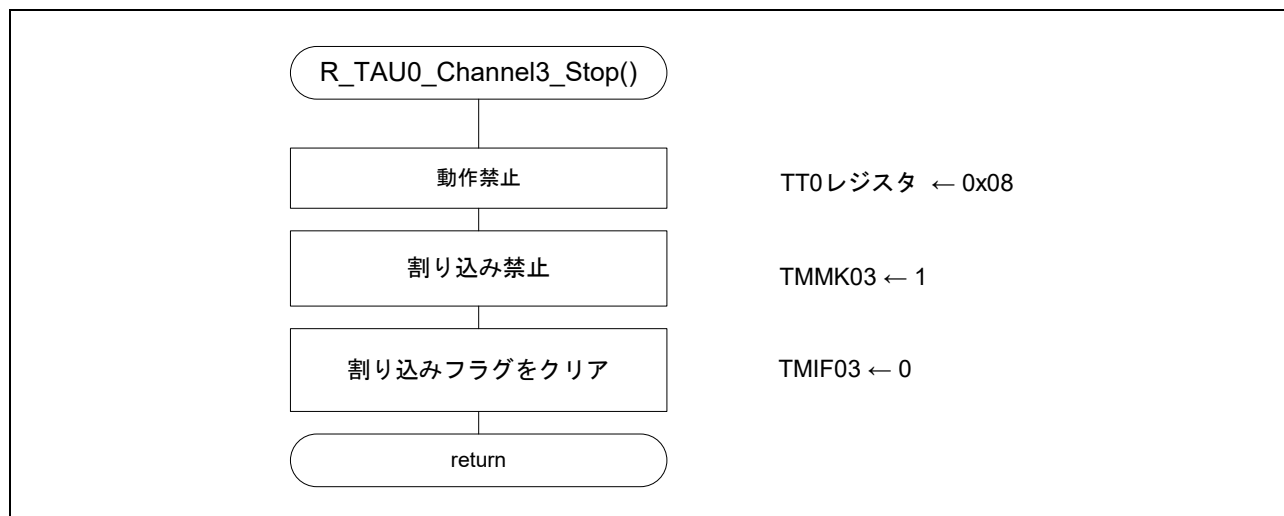 R_TAU0_Channel3_Stop()
動作禁止
TT0レジスタ ← 0x08
割り込み禁止
TMMK03 ← 1
割り込みフラグをクリア
TMIF03 ← 0
return